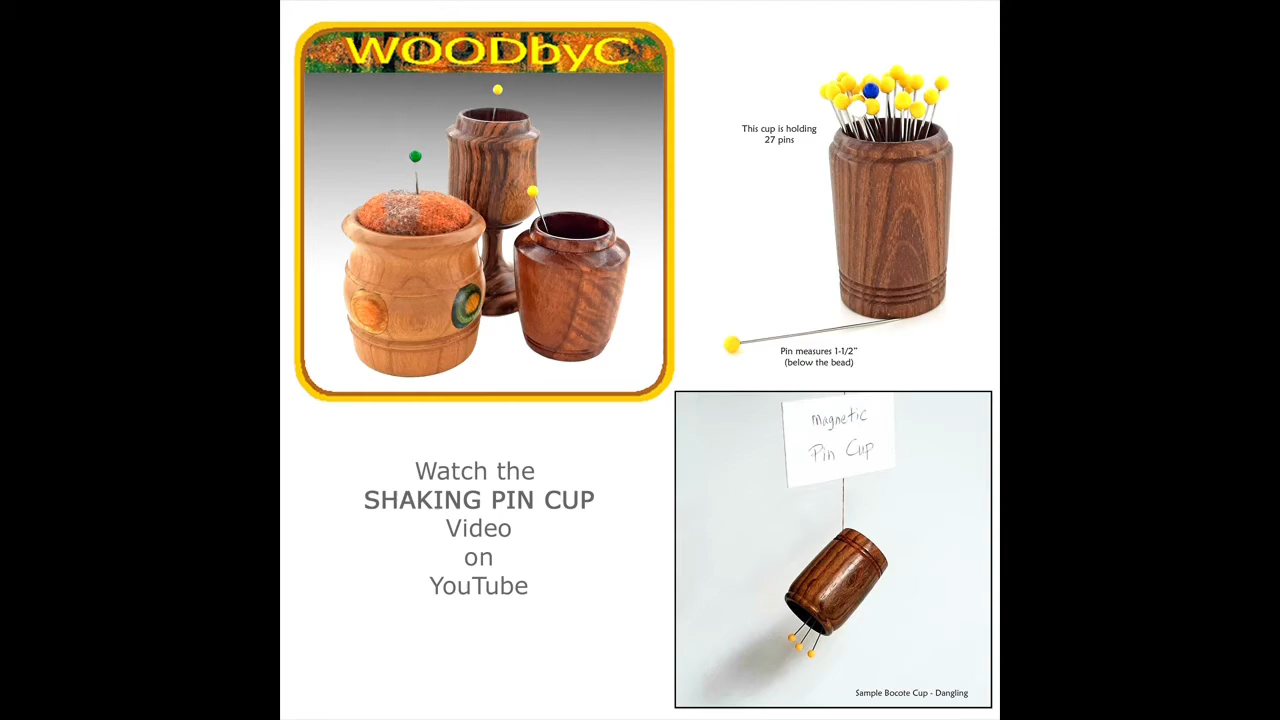 WOODbyC
This cup is holding
27 pins
Pin measures 1-1/2"
(below the bead)
Watch the
SHAKING PIN CUP
Video
on
YouTube
magnetic
Pin Cup
Sample Bocote Cup - Dangling